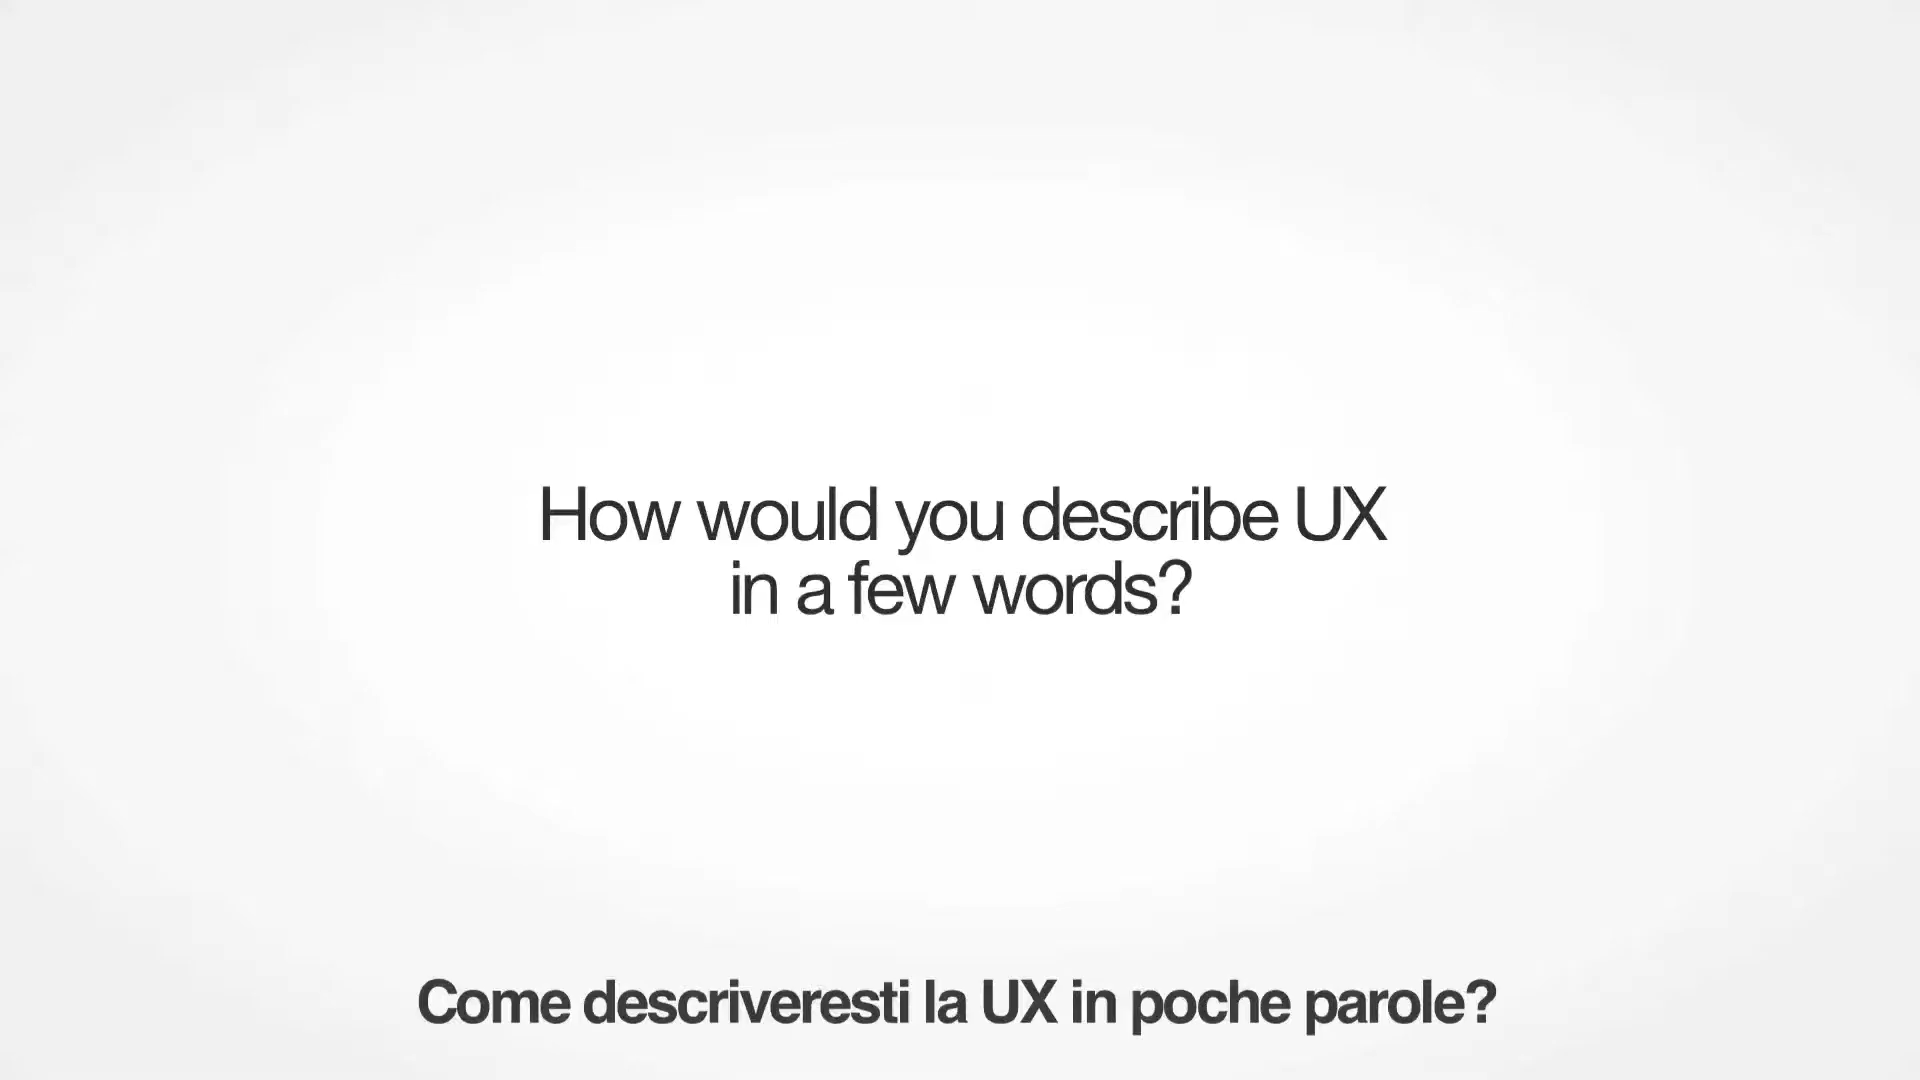 How would you describe UX
in a few words?
Come descriveresti la UX in poche parole?